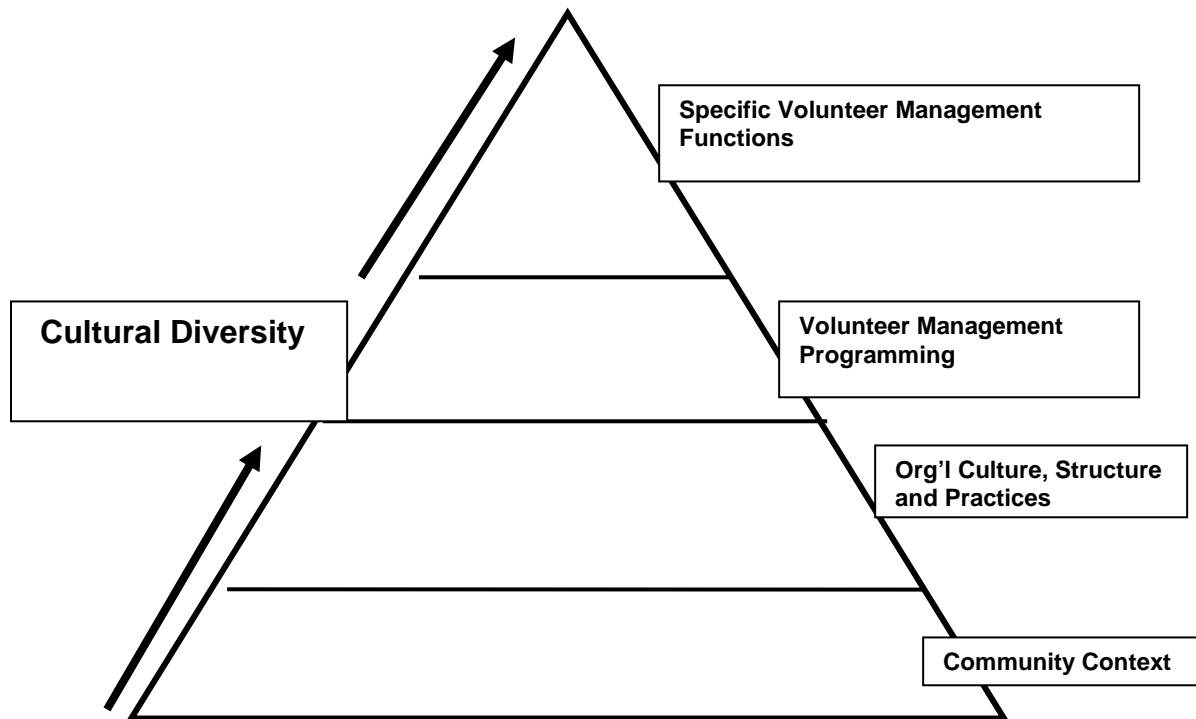 Specific Volunteer Management
Functions
Cultural Diversity
Volunteer Management
Programming
Org’l Culture, Structure
and Practices
Community Context